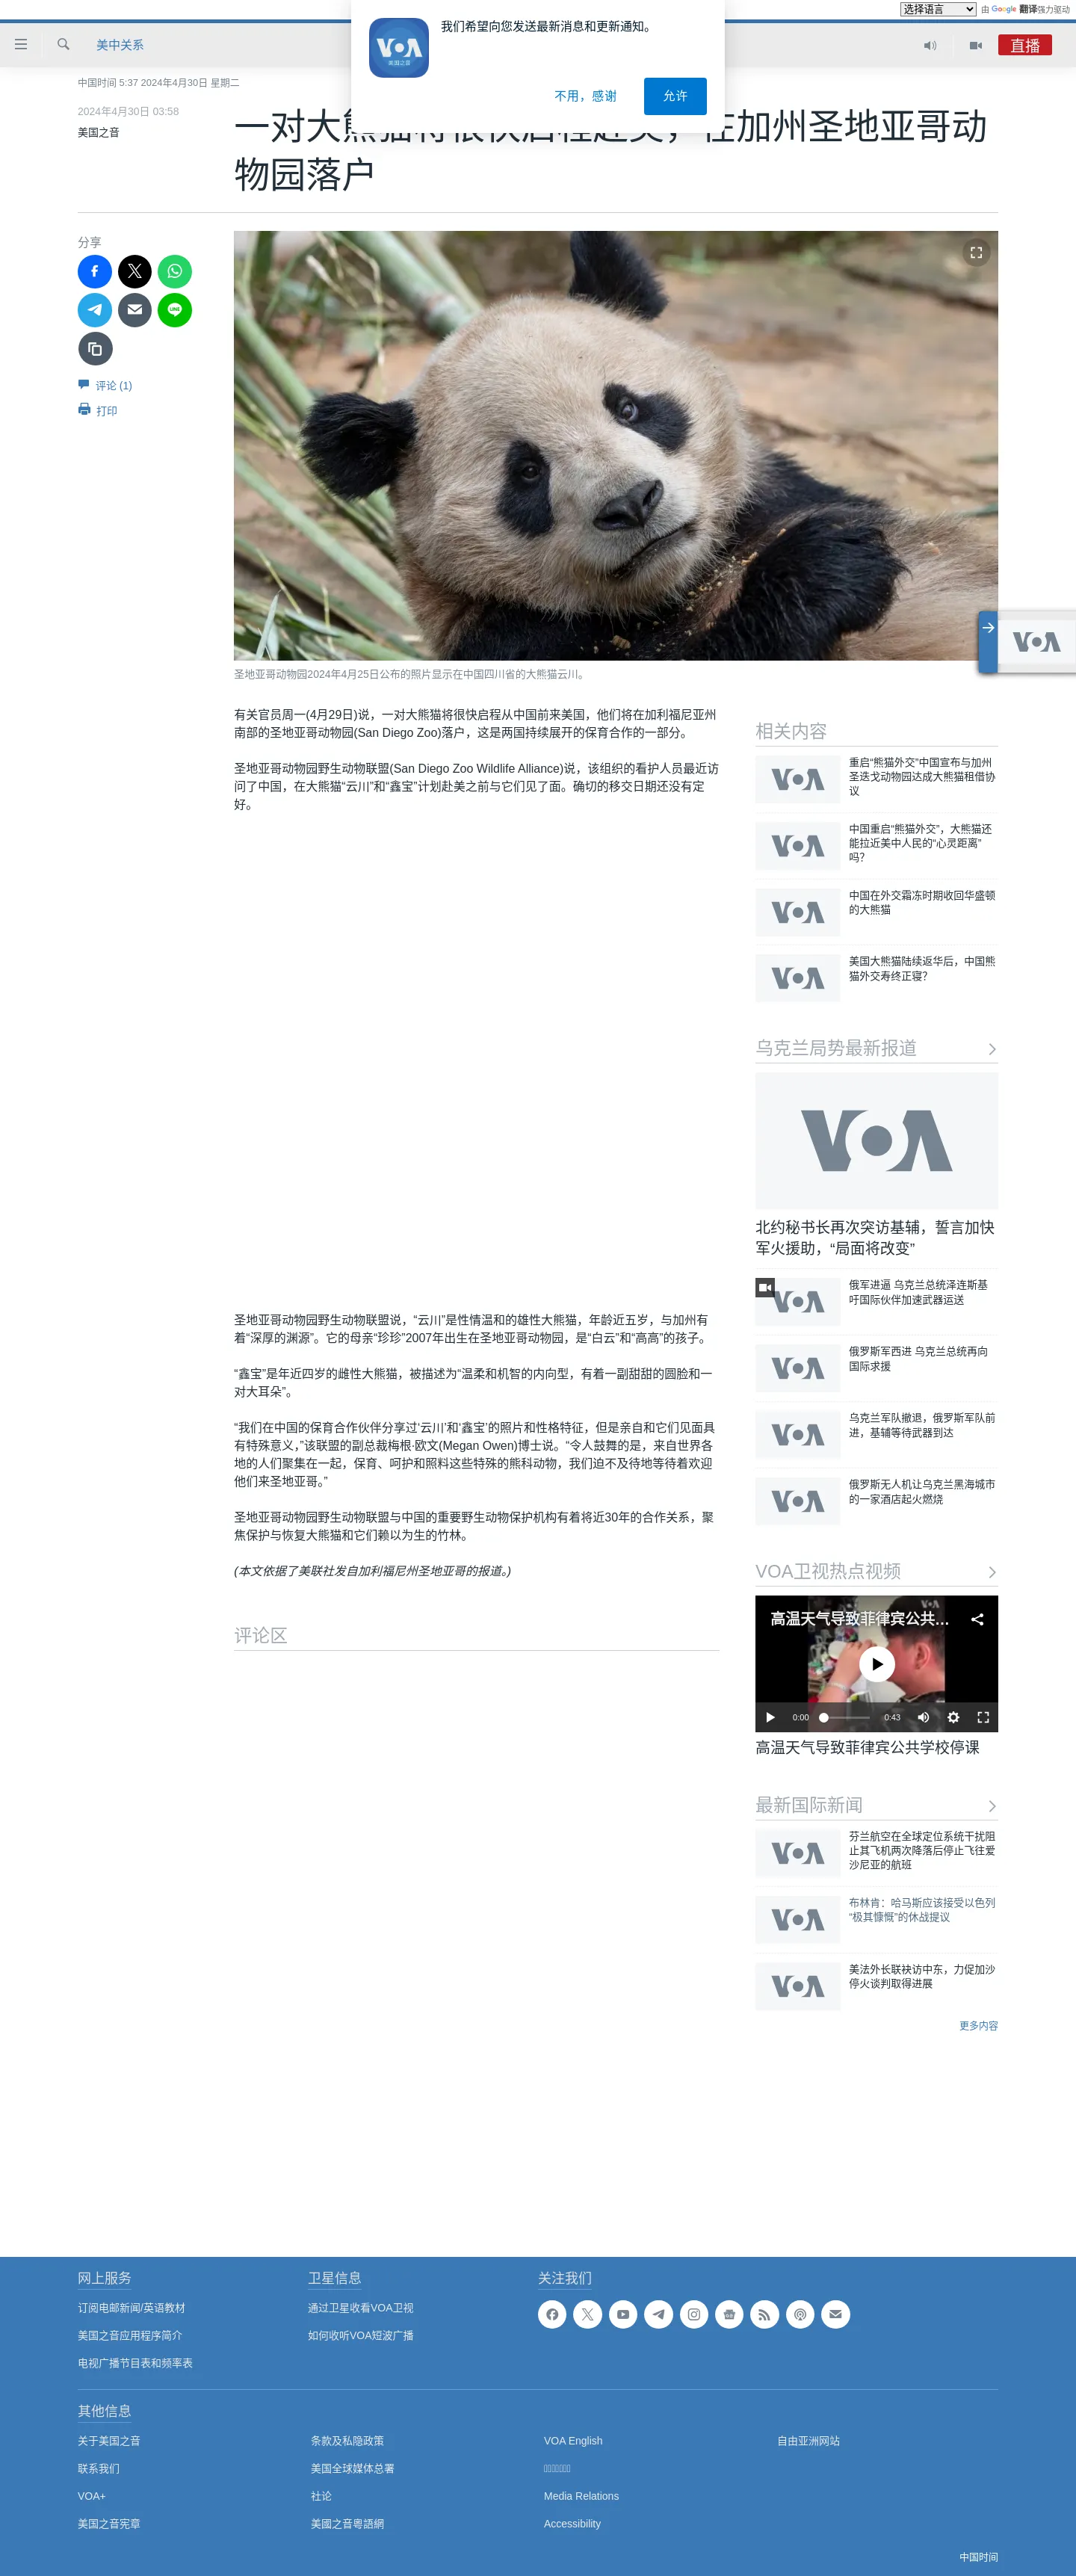 选择语言
由 Google 翻译强力驱动
美中关系
直播
我们希望向您发送最新消息和更新通知。
VOA
美国之音
不用，感谢
允许
中国时间 5:37 2024年4月30日 星期二
2024年4月30日 03:58
美国之音
一对大熊猫将很快启程赴美，在加州圣地亚哥动
物园落户
分享
评论 (1)
打印
圣地亚哥动物园2024年4月25日公布的照片显示在中国四川省的大熊猫云川。
VOA
有关官员周一(4月29日)说，一对大熊猫将很快启程从中国前来美国，他们将在加利福尼亚州
南部的圣地亚哥动物园(San Diego Zoo)落户，这是两国持续展开的保育合作的一部分。
圣地亚哥动物园野生动物联盟(San Diego Zoo Wildlife Alliance)说，该组织的看护人员最近访
问了中国，在大熊猫“云川”和“鑫宝”计划赴美之前与它们见了面。确切的移交日期还没有定
好。
圣地亚哥动物园野生动物联盟说，“云川”是性情温和的雄性大熊猫，年龄近五岁，与加州有
着“深厚的渊源”。它的母亲“珍珍”2007年出生在圣地亚哥动物园，是“白云”和“高高”的孩子。
“鑫宝”是年近四岁的雌性大熊猫，被描述为“温柔和机智的内向型，有着一副甜甜的圆脸和一
对大耳朵”。
“我们在中国的保育合作伙伴分享过‘云川’和‘鑫宝’的照片和性格特征，但是亲自和它们见面具
有特殊意义，”该联盟的副总裁梅根·欧文(Megan Owen)博士说。“令人鼓舞的是，来自世界各
地的人们聚集在一起，保育、呵护和照料这些特殊的熊科动物，我们迫不及待地等待着欢迎
他们来圣地亚哥。”
圣地亚哥动物园野生动物联盟与中国的重要野生动物保护机构有着将近30年的合作关系，聚
焦保护与恢复大熊猫和它们赖以为生的竹林。
(本文依据了美联社发自加利福尼州圣地亚哥的报道。)
评论区
相关内容
VOA
重启“熊猫外交”中国宣布与加州
圣迭戈动物园达成大熊猫租借协
议
VOA
中国重启“熊猫外交”，大熊猫还
能拉近美中人民的“心灵距离”
吗？
VOA
中国在外交霜冻时期收回华盛顿
的大熊猫
VOA
美国大熊猫陆续返华后，中国熊
猫外交寿终正寝？
乌克兰局势最新报道
VOA
北约秘书长再次突访基辅，誓言加快
军火援助，“局面将改变”
VOA
俄军进逼 乌克兰总统泽连斯基
吁国际伙伴加速武器运送
VOA
俄罗斯军西进 乌克兰总统再向
国际求援
VOA
乌克兰军队撤退，俄罗斯军队前
进，基辅等待武器到达
VOA
俄罗斯无人机让乌克兰黑海城市
的一家酒店起火燃烧
VOA卫视热点视频
高温天气导致菲律宾公共...
VOA
0:00
0:43
高温天气导致菲律宾公共学校停课
最新国际新闻
VOA
芬兰航空在全球定位系统干扰阻
止其飞机两次降落后停止飞往爱
沙尼亚的航班
VOA
布林肯：哈马斯应该接受以色列
“极其慷慨”的休战提议
VOA
美法外长联袂访中东，力促加沙
停火谈判取得进展
更多内容
网上服务
订阅电邮新闻/英语教材
美国之音应用程序简介
电视广播节目表和频率表
卫星信息
通过卫星收看VOA卫视
如何收听VOA短波广播
关注我们
其他信息
关于美国之音
联系我们
VOA+
美国之音宪章
条款及私隐政策
美国全球媒体总署
社论
美國之音粵語網
VOA English
Media Relations
Accessibility
自由亚洲网站
中国时间